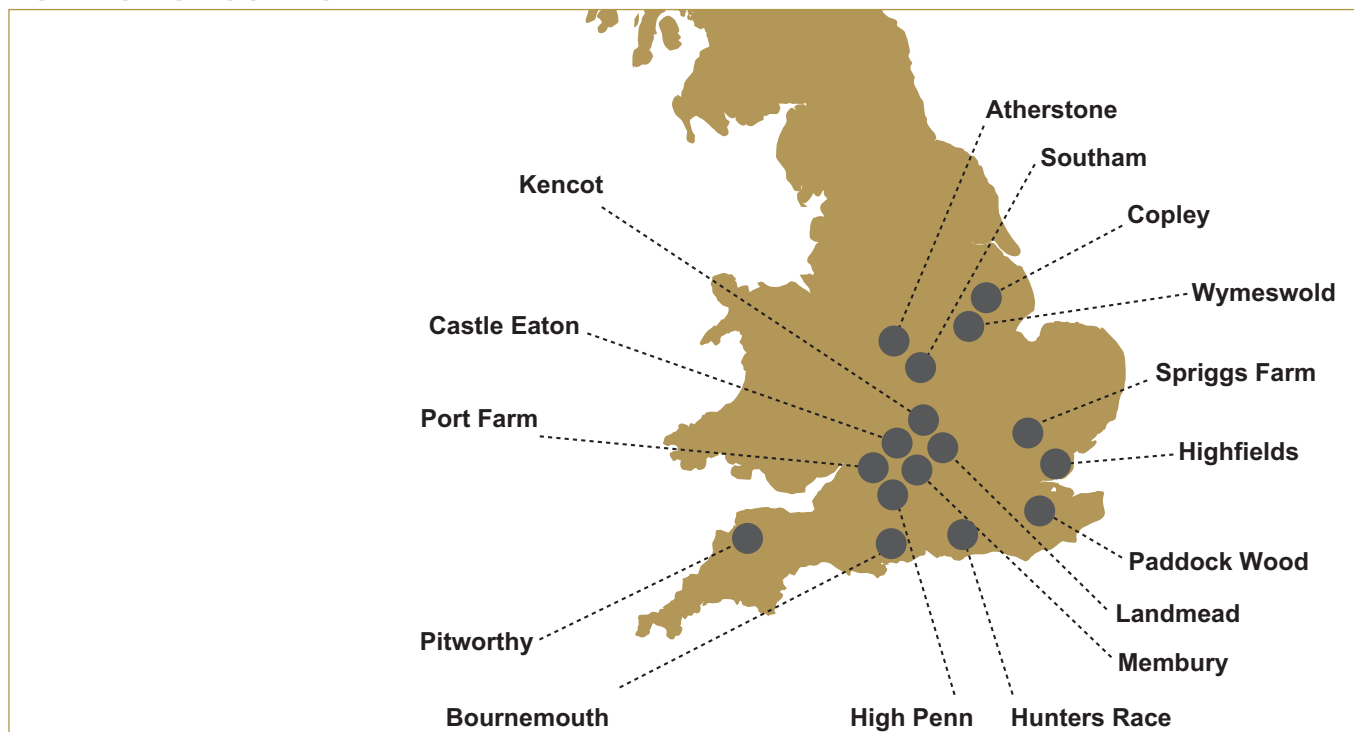 Atherstone
Southam
Kencot
Copley
Wymeswold
Castle Eaton
Spriggs Farm
Port Farm
Highfields
Paddock Wood
Landmead
Pitworthy
Membury
Bournemouth
High Penn
Hunters Race